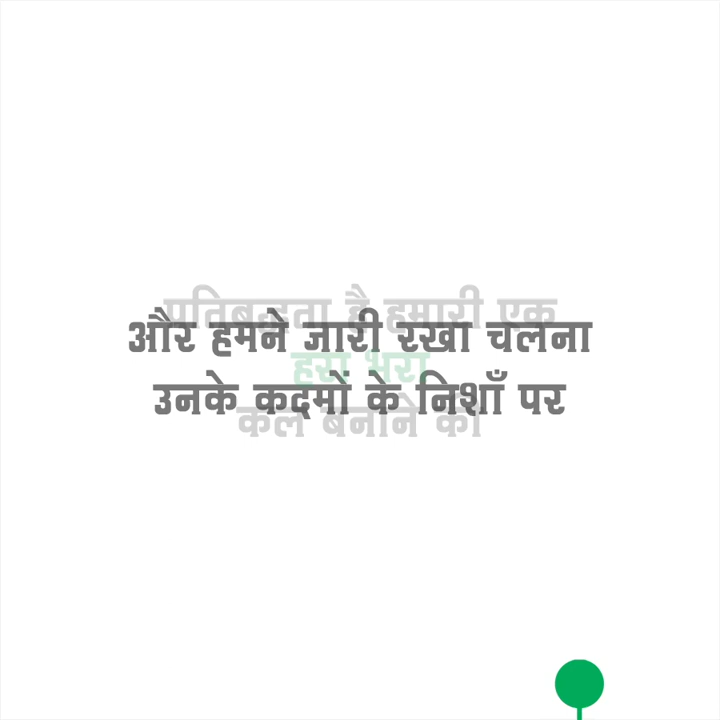 और हमने जारी रखा चलना
उनके कदमों के निशाँ पर
प्रतिबद्धता है हमारी एक
हरा भरा
कल बनाने की